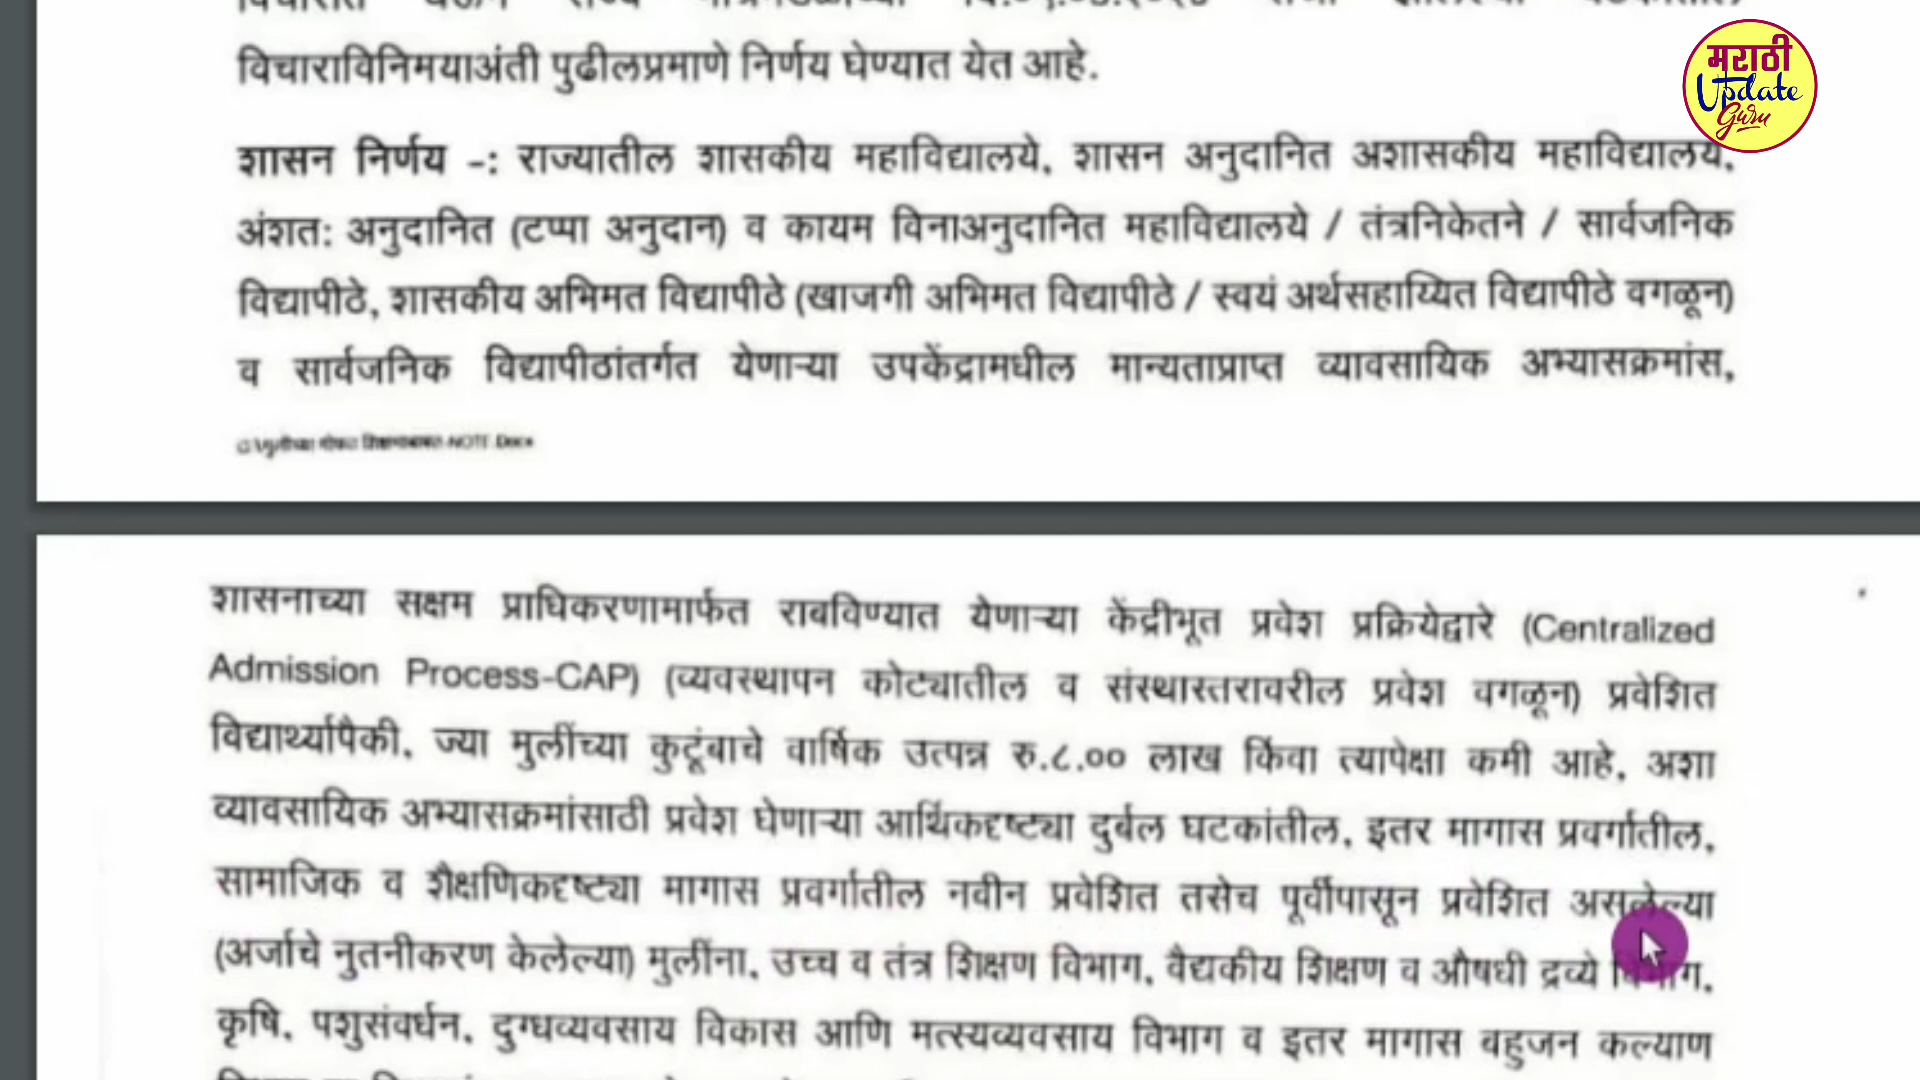 विचाराविनिमयाअंती पुढीलप्रमाणे निर्णय घेण्यात येत आहे.
मराठी
Update
Guru
शासन निर्णय -: राज्यातील शासकीय महाविद्यालये, शासन अनुदानित अशासकीय महाविद्यालये,
अंशत: अनुदानित (टप्पा अनुदान) व कायम विनाअनुदानित महाविद्यालये / तंत्रनिकेतने / सार्वजनिक
विद्यापीठे, शासकीय अभिमत विद्यापीठे (खाजगी अभिमत विद्यापीठे / स्वयं अर्थसहाय्यित विद्यापीठे वगळून)
व सार्वजनिक विद्यापीठांतर्गत येणाऱ्या उपकेंद्रामधील मान्यताप्राप्त व्यावसायिक अभ्यासक्रमांस,
NOTE.Docx
शासनाच्या सक्षम प्राधिकरणामार्फत राबविण्यात येणाऱ्या केंद्रीभूत प्रवेश प्रक्रियेद्वारे (Centralized
Admission Process-CAP) (व्यवस्थापन कोट्यातील व संस्थास्तरावरील प्रवेश वगळून) प्रवेशित
विद्यार्थ्यांपैकी, ज्या मुलींच्या कुटूंबाचे वार्षिक उत्पन्न रु.८.०० लाख किंवा त्यापेक्षा कमी आहे, अशा
व्यावसायिक अभ्यासक्रमांसाठी प्रवेश घेणाऱ्या आर्थिकदृष्ट्या दुर्बल घटकांतील, इतर मागास प्रवर्गातील,
सामाजिक व शैक्षणिकदृष्ट्या मागास प्रवर्गातील नवीन प्रवेशित तसेच पूर्वीपासून प्रवेशित असलेल्या
(अर्जाचे नुतनीकरण केलेल्या) मुलींना, उच्च व तंत्र शिक्षण विभाग, वैद्यकीय शिक्षण व औषधी द्रव्ये विभाग,
कृषि, पशुसंवर्धन, दुग्धव्यवसाय विकास आणि मत्स्यव्यवसाय विभाग व इतर मागास बहुजन कल्याण